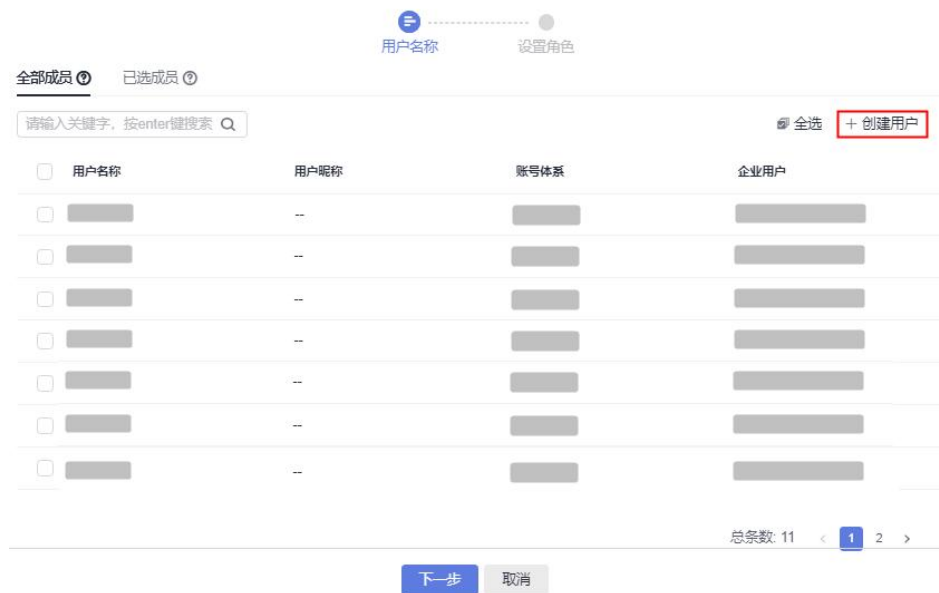 用户名称 设置角色
全部成员 已选成员
请输入关键字，按enter键搜索 全选 + 创建用户
用户名称 用户昵称 账号体系 企业用户
--
--
--
--
--
--
--
总条数: 11 < 1 2 >
下一步 取消